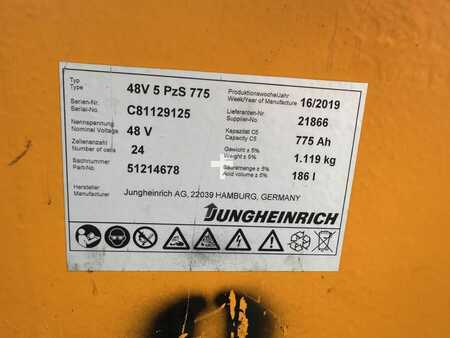 Typ
Type
48V 5 PzS 775
Produktionswoche/Jahr
Week/Year of Manufacture
16/2019
Serien-Nr.
Serial-No.
C81129125
Lieferanten-Nr.
Supplier-No.
21866
Nennspannung
Nominal Voltage
48 V
Kapazität C5
Capacity C5
775 Ah
Zellenanzahl
Number of cells
24
Gewicht ± 5%
Weight ± 5%
1.119 kg
Sachnummer
Part-No.
51214678
Säuremenge ± 5%
Acid volume ± 5%
186 l
Hersteller
Manufacturer
Jungheinrich AG, 22039 HAMBURG, GERMANY
JUNGHEINRICH